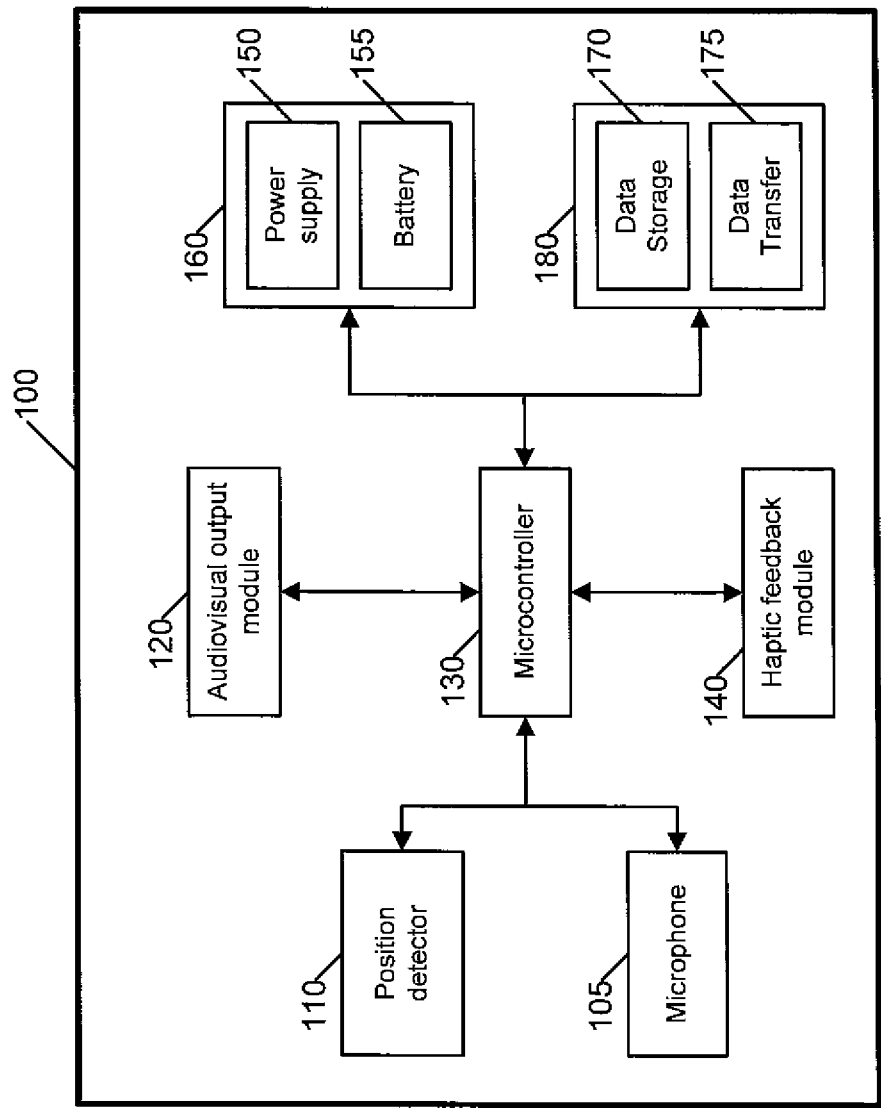 100
120
Audiovisual output
module
160
150
Power
supply
155
Battery
110
Position
detector
130
Microcontroller
180
170
Data
Storage
175
Data
Transfer
105
Microphone
140
Haptic feedback
module